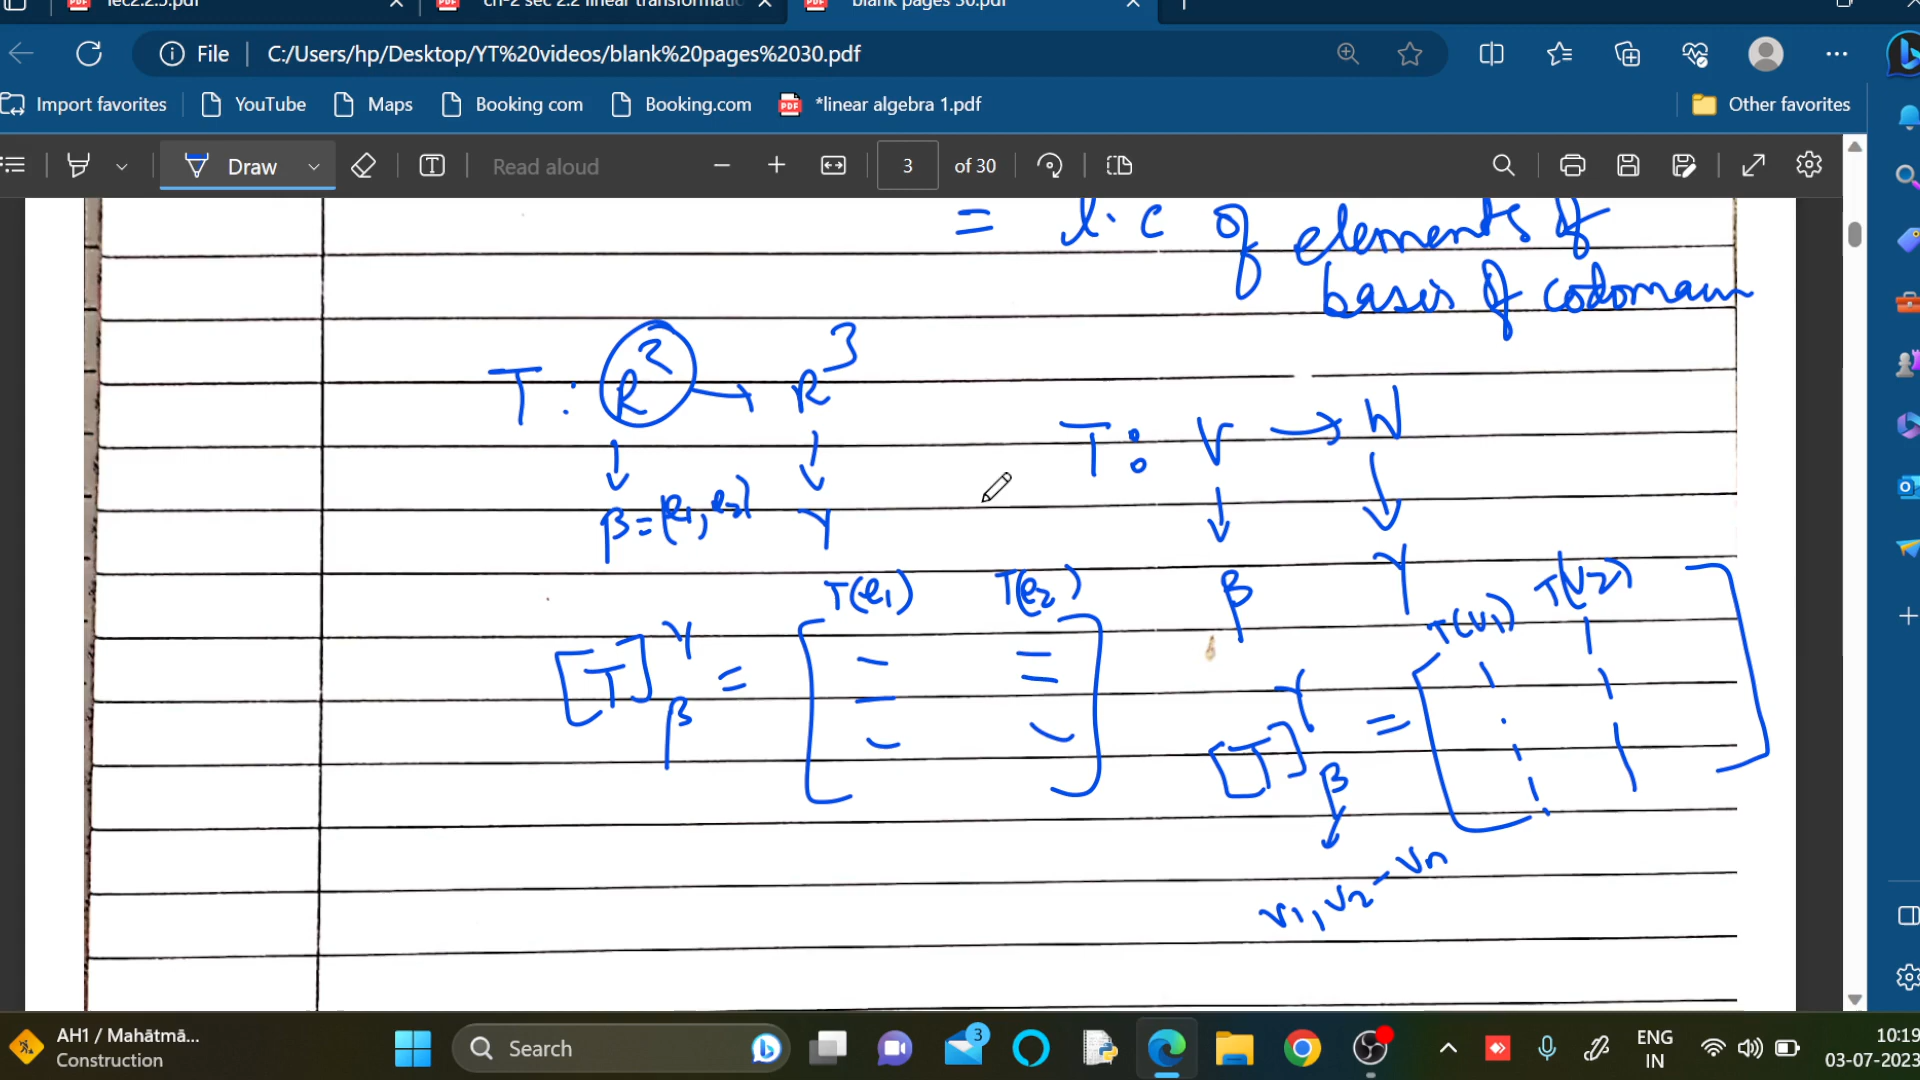 lec2.2.5.pdf
ch-2 sec 2.2 linear transformatio
blank pages 30.pdf
File
C:/Users/hp/Desktop/YT%20videos/blank%20pages%2030.pdf
Import favorites
YouTube
Maps
Booking com
Booking.com
*linear algebra 1.pdf
Other favorites
Draw
Read aloud
3
of 30
= l.c of elements of
basis of codomain
T : R² → R³
T : V → W
β = {e1, e2}
γ
β
γ
T(e1) T(e2)
T(v1) T(v2)
[T]γβ =
[T]γβ =
v1, v2 - vn
AH1 / Mahātmā...
Construction
Search
3
ENG
IN
10:19
03-07-2023